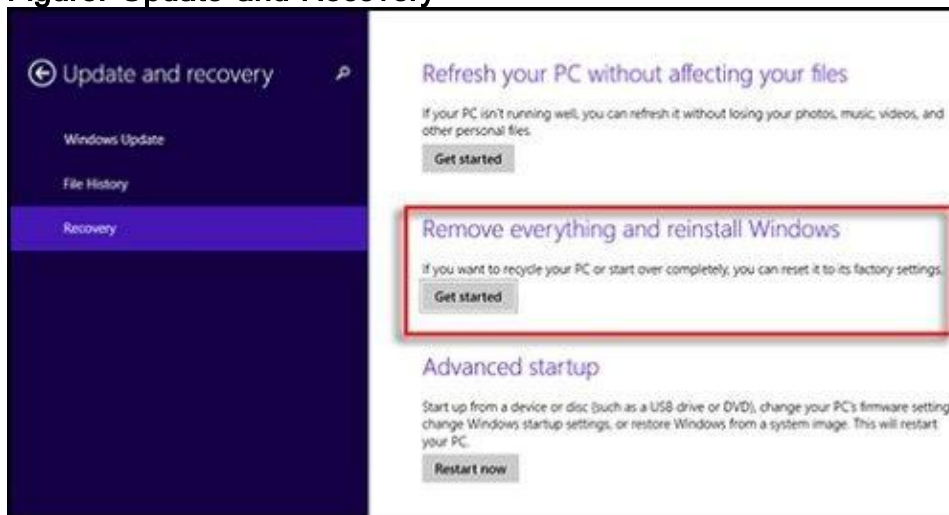 Figure: Update and Recovery
Update and recovery
Windows Update
File History
Recovery
Refresh your PC without affecting your files
If your PC isn't running well, you can refresh it without losing your photos, music, videos, and
other personal files.
Get started
Remove everything and reinstall Windows
If you want to recycle your PC or start over completely, you can reset it to its factory settings.
Get started
Advanced startup
Start up from a device or disc (such as a USB drive or DVD), change your PC's firmware setting
change Windows startup settings, or restore Windows from a system image. This will restart
your PC.
Restart now